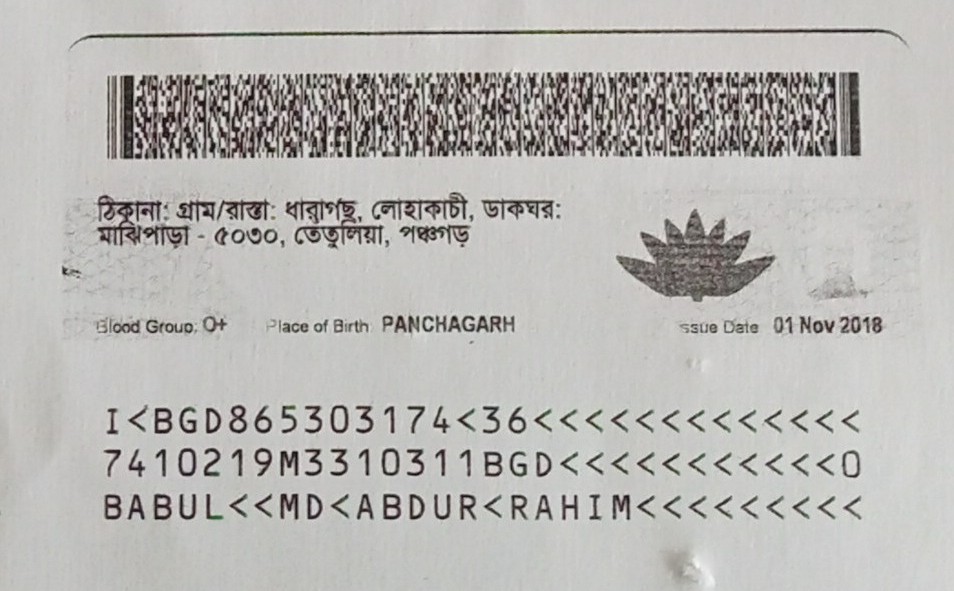 ঠিকানা: গ্রাম/রাস্তা: ধারাগছ, লোহাকাচী, ডাকঘর:
মাঝিপাড়া - ৫০৩০, তেতুলিয়া, পঞ্চগড়
Blood Group: O+ Place of Birth: PANCHAGARH Issue Date 01 Nov 2018
I<BGD865303174<36<<<<<<<<<<<<<
7410219M3310311BGD<<<<<<<<<<<0
BABUL<<MD<ABDUR<RAHIM<<<<<<<<<